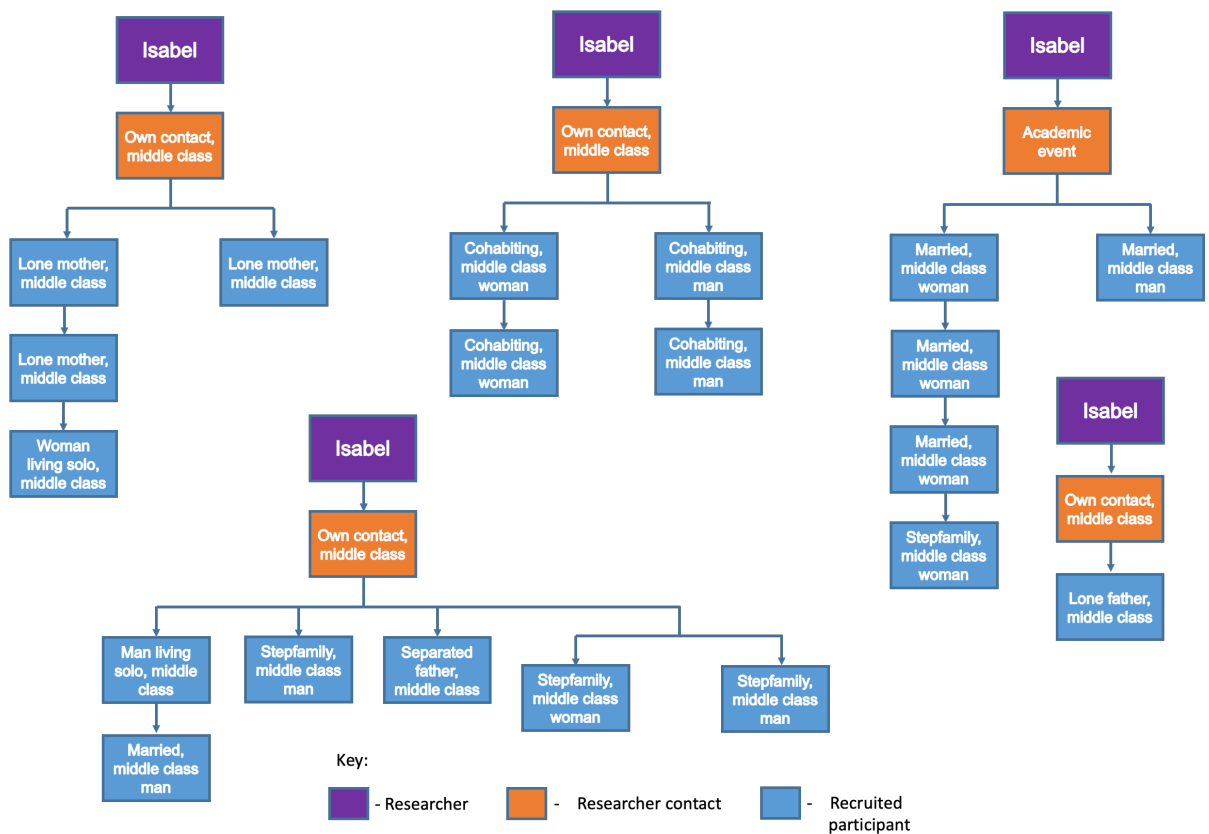 Isabel
Own contact,
middle class
Lone mother,
middle class
Lone mother,
middle class
Lone mother,
middle class
Woman
living solo,
middle class
Isabel
Own contact,
middle class
Cohabiting,
middle class
woman
Cohabiting,
middle class
man
Cohabiting,
middle class
woman
Cohabiting,
middle class
man
Isabel
Academic
event
Married,
middle class
woman
Married,
middle class
man
Married,
middle class
woman
Married,
middle class
woman
Stepfamily,
middle class
woman
Isabel
Own contact,
middle class
Lone father,
middle class
Isabel
Own contact,
middle class
Man living
solo, middle
class
Stepfamily,
middle class
man
Separated
father,
middle class
Stepfamily,
middle class
woman
Stepfamily,
middle class
man
Married,
middle class
man
Key:
- Researcher
- Researcher contact
- Recruited
participant